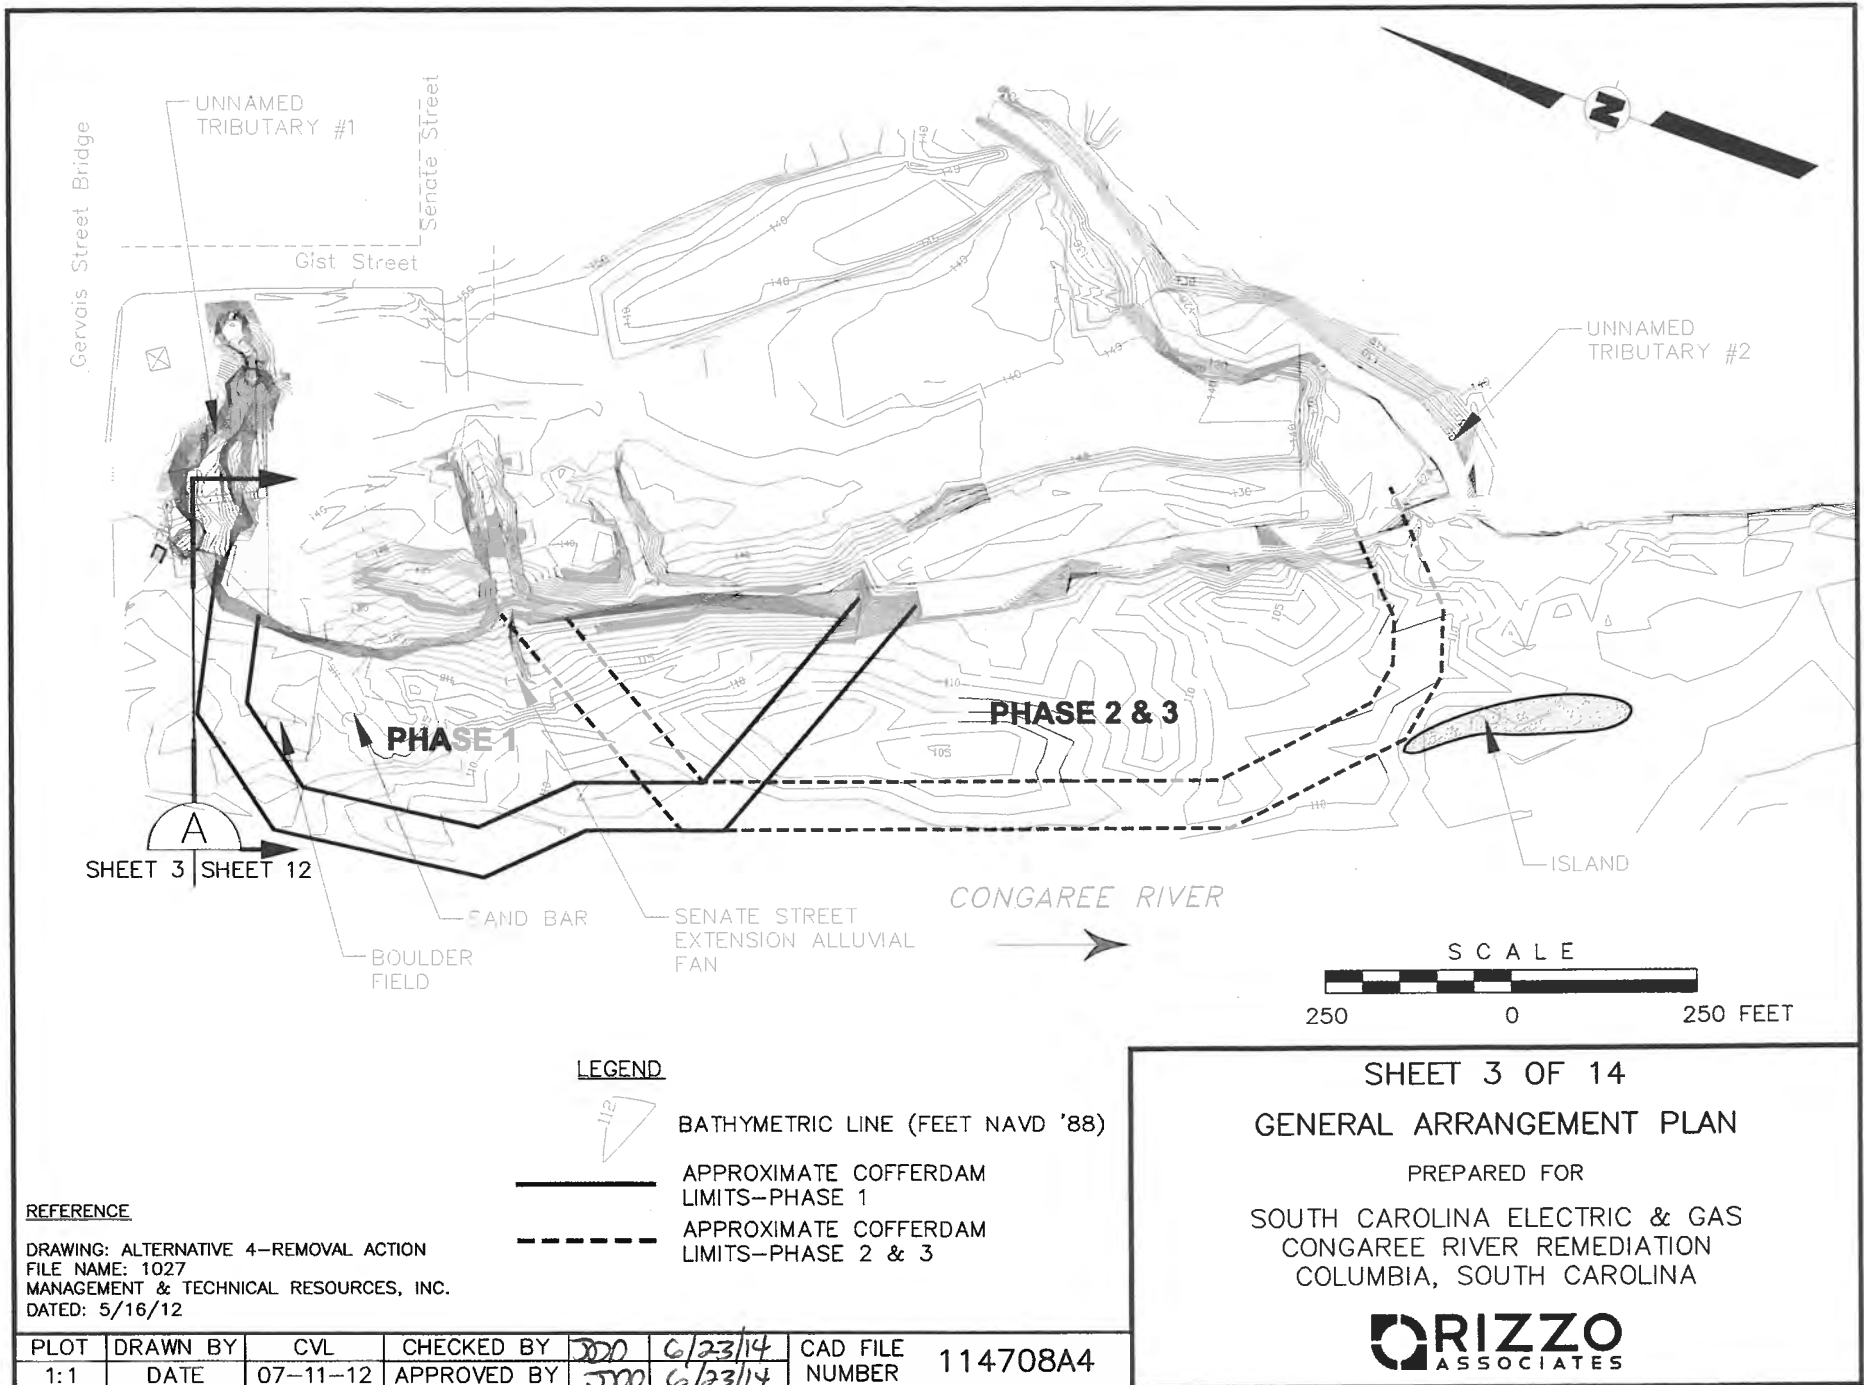 UNNAMED
TRIBUTARY #1
Gervais Street Bridge
Senate Street
Gist Street
N
UNNAMED
TRIBUTARY #2
PHASE 1
PHASE 2 & 3
A
SHEET 3 SHEET 12
SAND BAR
BOULDER
FIELD
SENATE STREET
EXTENSION ALLUVIAL
FAN
CONGAREE RIVER
ISLAND
SCALE
250 0 250 FEET
LEGEND
112
BATHYMETRIC LINE (FEET NAVD '88)
APPROXIMATE COFFERDAM
LIMITS-PHASE 1
APPROXIMATE COFFERDAM
LIMITS-PHASE 2 & 3
REFERENCE
DRAWING: ALTERNATIVE 4-REMOVAL ACTION
FILE NAME: 1027
MANAGEMENT & TECHNICAL RESOURCES, INC.
DATED: 5/16/12
SHEET 3 OF 14
GENERAL ARRANGEMENT PLAN
PREPARED FOR
SOUTH CAROLINA ELECTRIC & GAS
CONGAREE RIVER REMEDIATION
COLUMBIA, SOUTH CAROLINA
RIZZO
ASSOCIATES
PLOT DRAWN BY CVL CHECKED BY 6/23/14
1:1 DATE 07-11-12 APPROVED BY 6/23/14
CAD FILE
NUMBER
114708A4